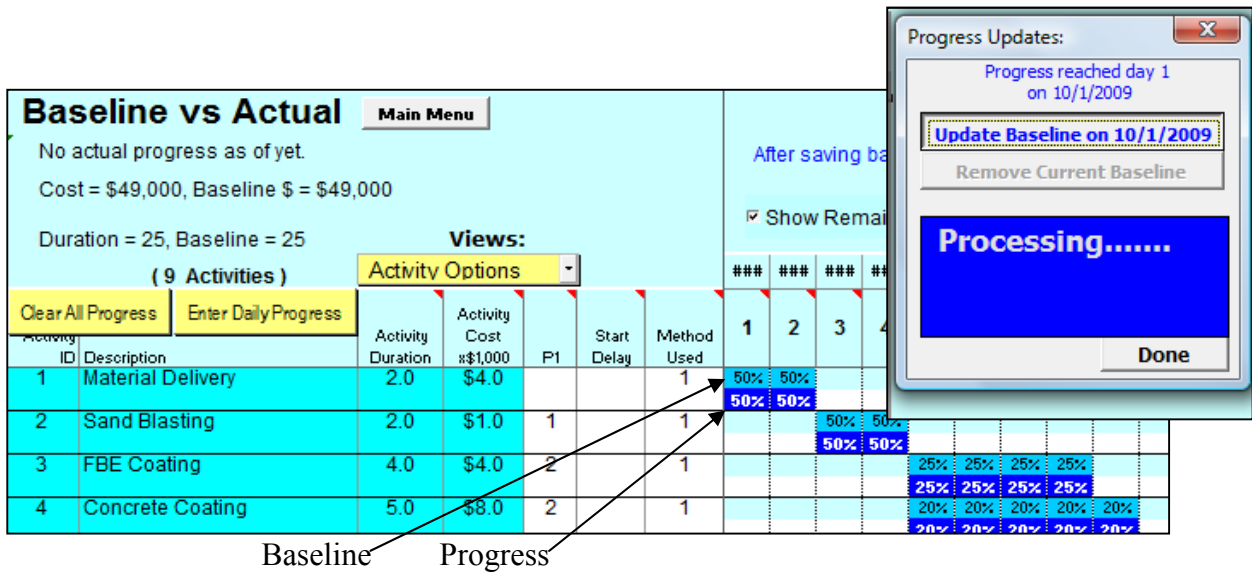 Progress Updates:
Progress reached day 1
on 10/1/2009
Update Baseline on 10/1/2009
Remove Current Baseline
Processing.......
Done
Baseline vs Actual Main Menu
No actual progress as of yet.
After saving ba
Cost = $49,000, Baseline $ = $49,000
Show Remai
Duration = 25, Baseline = 25 Views:
( 9 Activities ) Activity Options ### ### ### ##
Clear All Progress Enter Daily Progress
Activity
ID Description Activity Duration Activity Cost x$1,000 P1 Start Delay Method Used 1 2 3 4
1 Material Delivery 2.0 $4.0 1 50% 50%
50% 50%
2 Sand Blasting 2.0 $1.0 1 1 50% 50%
50% 50%
3 FBE Coating 4.0 $4.0 2 1 25% 25% 25% 25%
25% 25% 25% 25%
4 Concrete Coating 5.0 $8.0 2 1 20% 20% 20% 20% 20%
20% 20% 20% 20% 20%
Baseline Progress